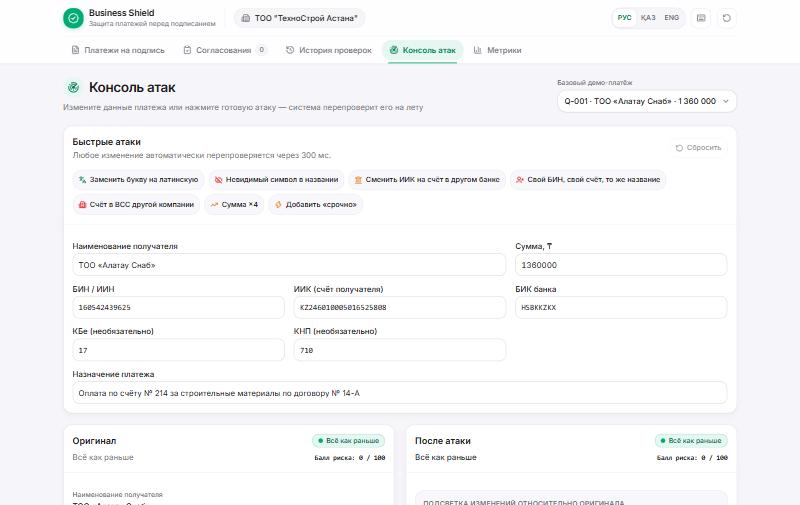 Business Shield
Защита платежей перед подписанием
ТОО "ТехноСтрой Астана"
РУС ҚАЗ ENG
Платежи на подпись
Согласования 0
История проверок
Консоль атак
Метрики
Консоль атак
Измените данные платежа или нажмите готовую атаку — система перепроверит его на лету
Базовый демо-платёж
Q-001 · ТОО «Алатау Снаб» · 1 360 000
Быстрые атаки
Любое изменение автоматически перепроверяется через 300 мс.
Сбросить
Заменить букву на латинскую
Невидимый символ в названии
Сменить ИИК на счёт в другом банке
Свой БИН, свой счёт, то же название
Счёт в ВСС другой компании
Сумма ×4
Добавить «срочно»
Наименование получателя
Сумма, ₸
ТОО «Алатау Снаб»
1360000
БИН / ИИН
ИИК (счёт получателя)
БИК банка
160542439625
KZ246010005016525808
HSBKKZKX
КБе (необязательно)
КНП (необязательно)
17
710
Назначение платежа
Оплата по счёту № 214 за строительные материалы по договору № 14-А
Оригинал
Всё как раньше
Всё как раньше
Балл риска: 0 / 100
После атаки
Всё как раньше
Всё как раньше
Балл риска: 0 / 100
Наименование получателя
ПОДСВЕТКА ИЗМЕНЕНИЙ ОТНОСИТЕЛЬНО ОРИГИНАЛА